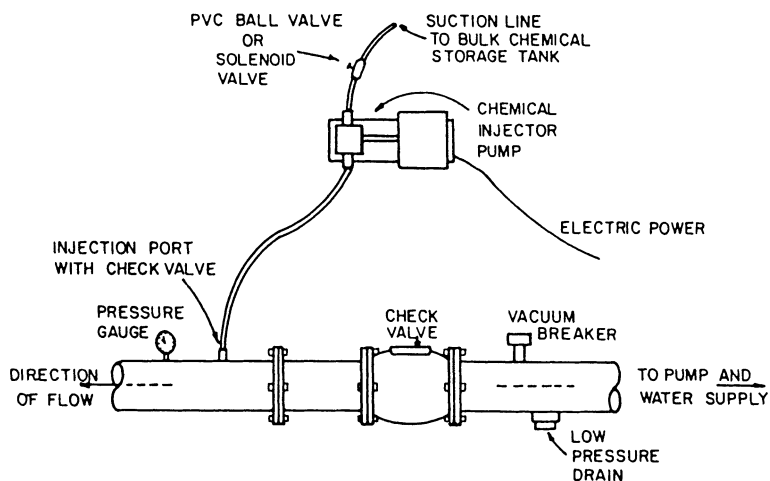 PVC BALL VALVE
OR
SOLENOID
VALVE
SUCTION LINE
TO BULK CHEMICAL
STORAGE TANK
CHEMICAL
INJECTOR
PUMP
ELECTRIC POWER
INJECTION PORT
WITH CHECK VALVE
PRESSURE
GAUGE
CHECK
VALVE
VACUUM
BREAKER
DIRECTION
OF FLOW
TO PUMP AND
WATER SUPPLY
LOW
PRESSURE
DRAIN